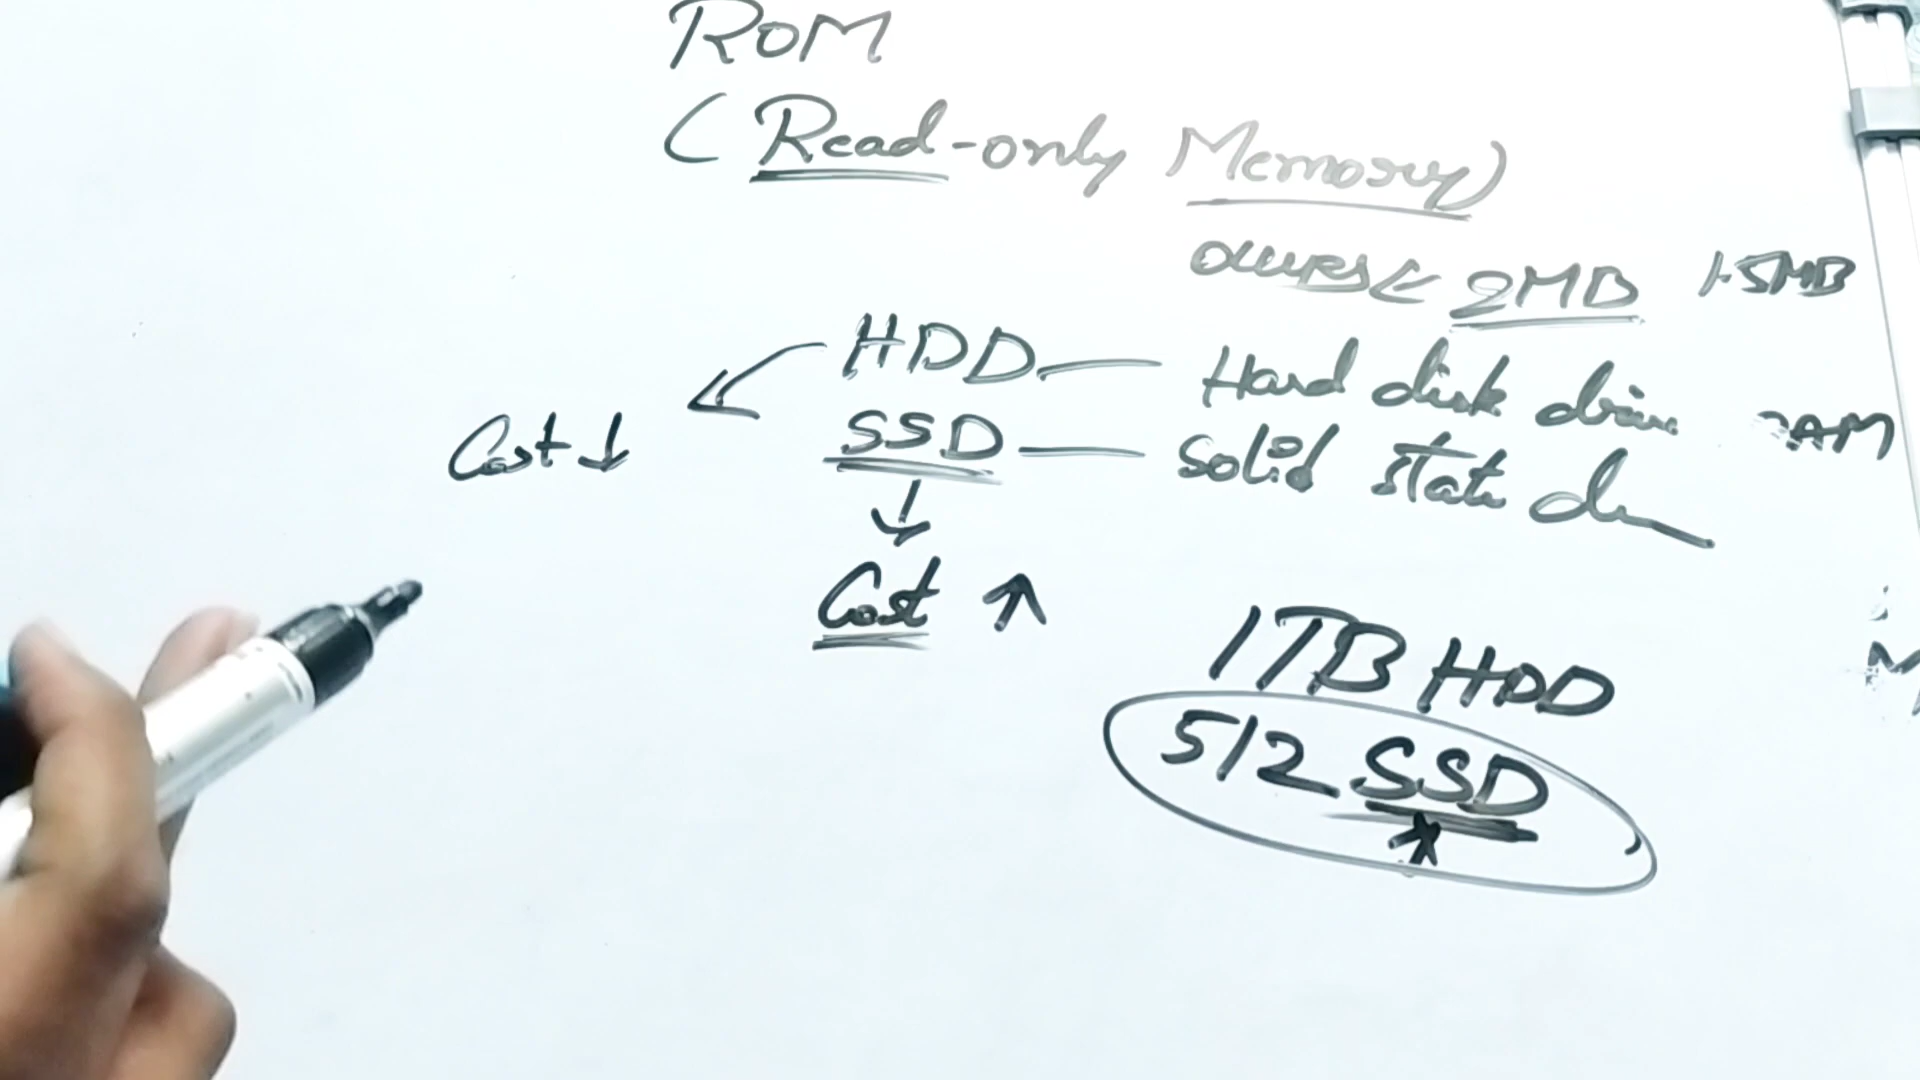 ROM
(Read-only Memory)
2MB 1.5MB
HDD — Hard disk drive
Cost ↓ SSD — Solid state
Cost ↑
1TB HDD
512 SSD